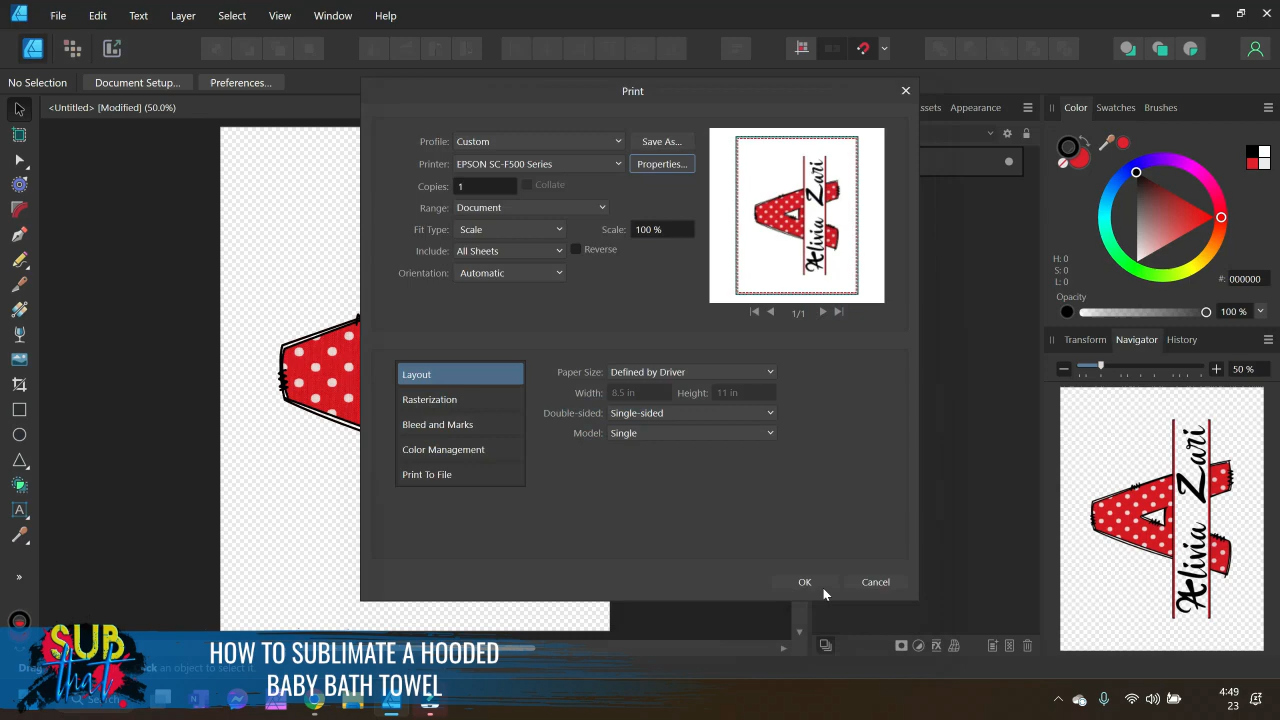 File Edit Text Layer Select View Window Help
No Selection Document Setup... Preferences...
<Untitled> [Modified] (50.0%)
Print
Profile: Custom Save As...
Printer: EPSON SC-F500 Series Properties...
Copies: 1 Collate
Range: Document
Fit Type: Scale Scale: 100 %
Include: All Sheets Reverse
Orientation: Automatic
Alivia Zari
1/1
Layout
Rasterization
Bleed and Marks
Color Management
Print To File
Paper Size: Defined by Driver
Width: 8.5 in Height: 11 in
Double-sided: Single-sided
Model: Single
OK Cancel
Appearance
Color Swatches Brushes
H: 0
S: 0
L: 0
#: 000000
Opacity
100 %
Transform Navigator History
50 %
Alivia Zari
SUB
that
HOW TO SUBLIMATE A HOODED
BABY BATH TOWEL
an object to select it.